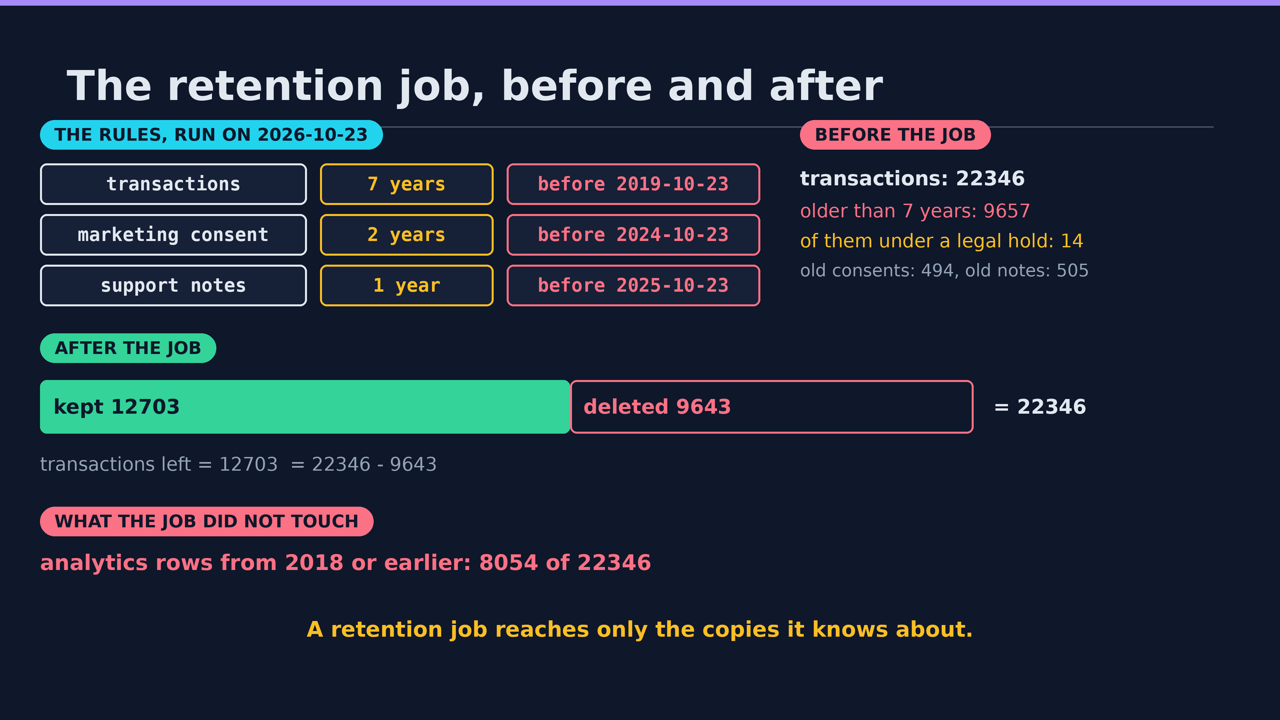 The retention job, before and after
THE RULES, RUN ON 2026-10-23
transactions 7 years before 2019-10-23
marketing consent 2 years before 2024-10-23
support notes 1 year before 2025-10-23
BEFORE THE JOB
transactions: 22346
older than 7 years: 9657
of them under a legal hold: 14
old consents: 494, old notes: 505
AFTER THE JOB
kept 12703 deleted 9643 = 22346
transactions left = 12703 = 22346 - 9643
WHAT THE JOB DID NOT TOUCH
analytics rows from 2018 or earlier: 8054 of 22346
A retention job reaches only the copies it knows about.